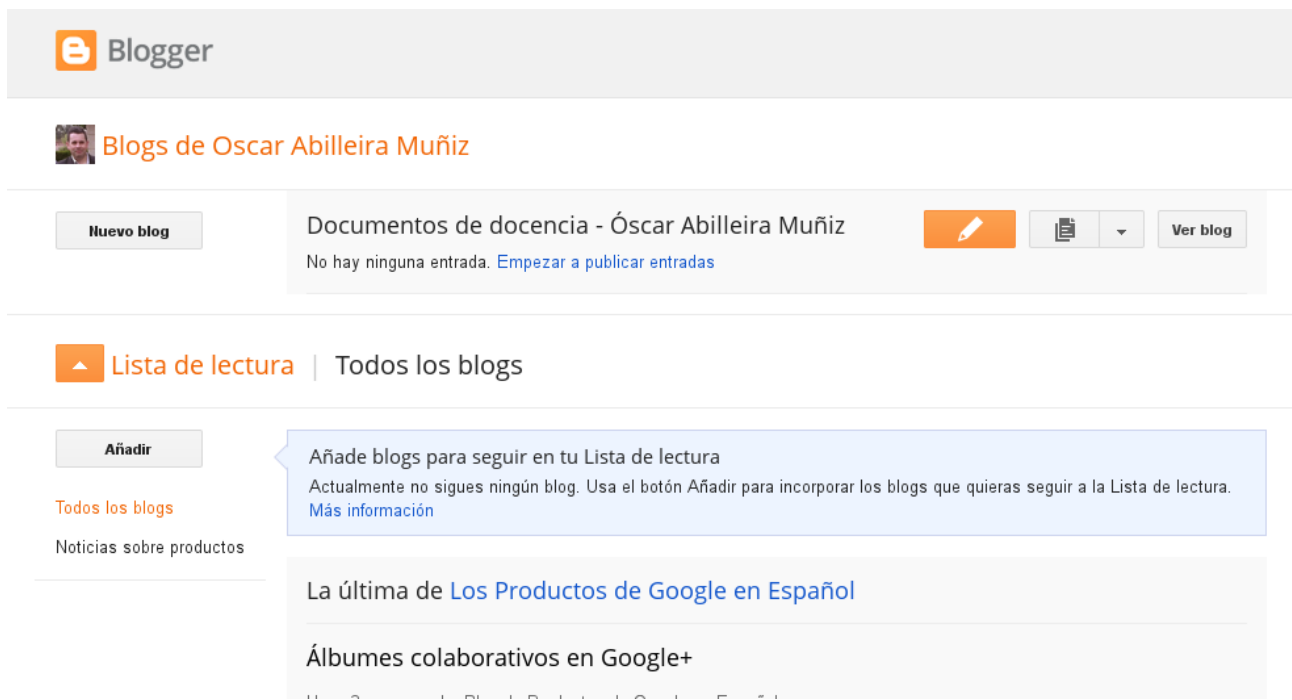 Blogger
Blogs de Oscar Abilleira Muñiz
Nuevo blog
Documentos de docencia - Óscar Abilleira Muñiz
Ver blog
No hay ninguna entrada. Empezar a publicar entradas
Lista de lectura | Todos los blogs
Añadir
Todos los blogs
Noticias sobre productos
Añade blogs para seguir en tu Lista de lectura
Actualmente no sigues ningún blog. Usa el botón Añadir para incorporar los blogs que quieras seguir a la Lista de lectura.
Más información
La última de Los Productos de Google en Español
Álbumes colaborativos en Google+